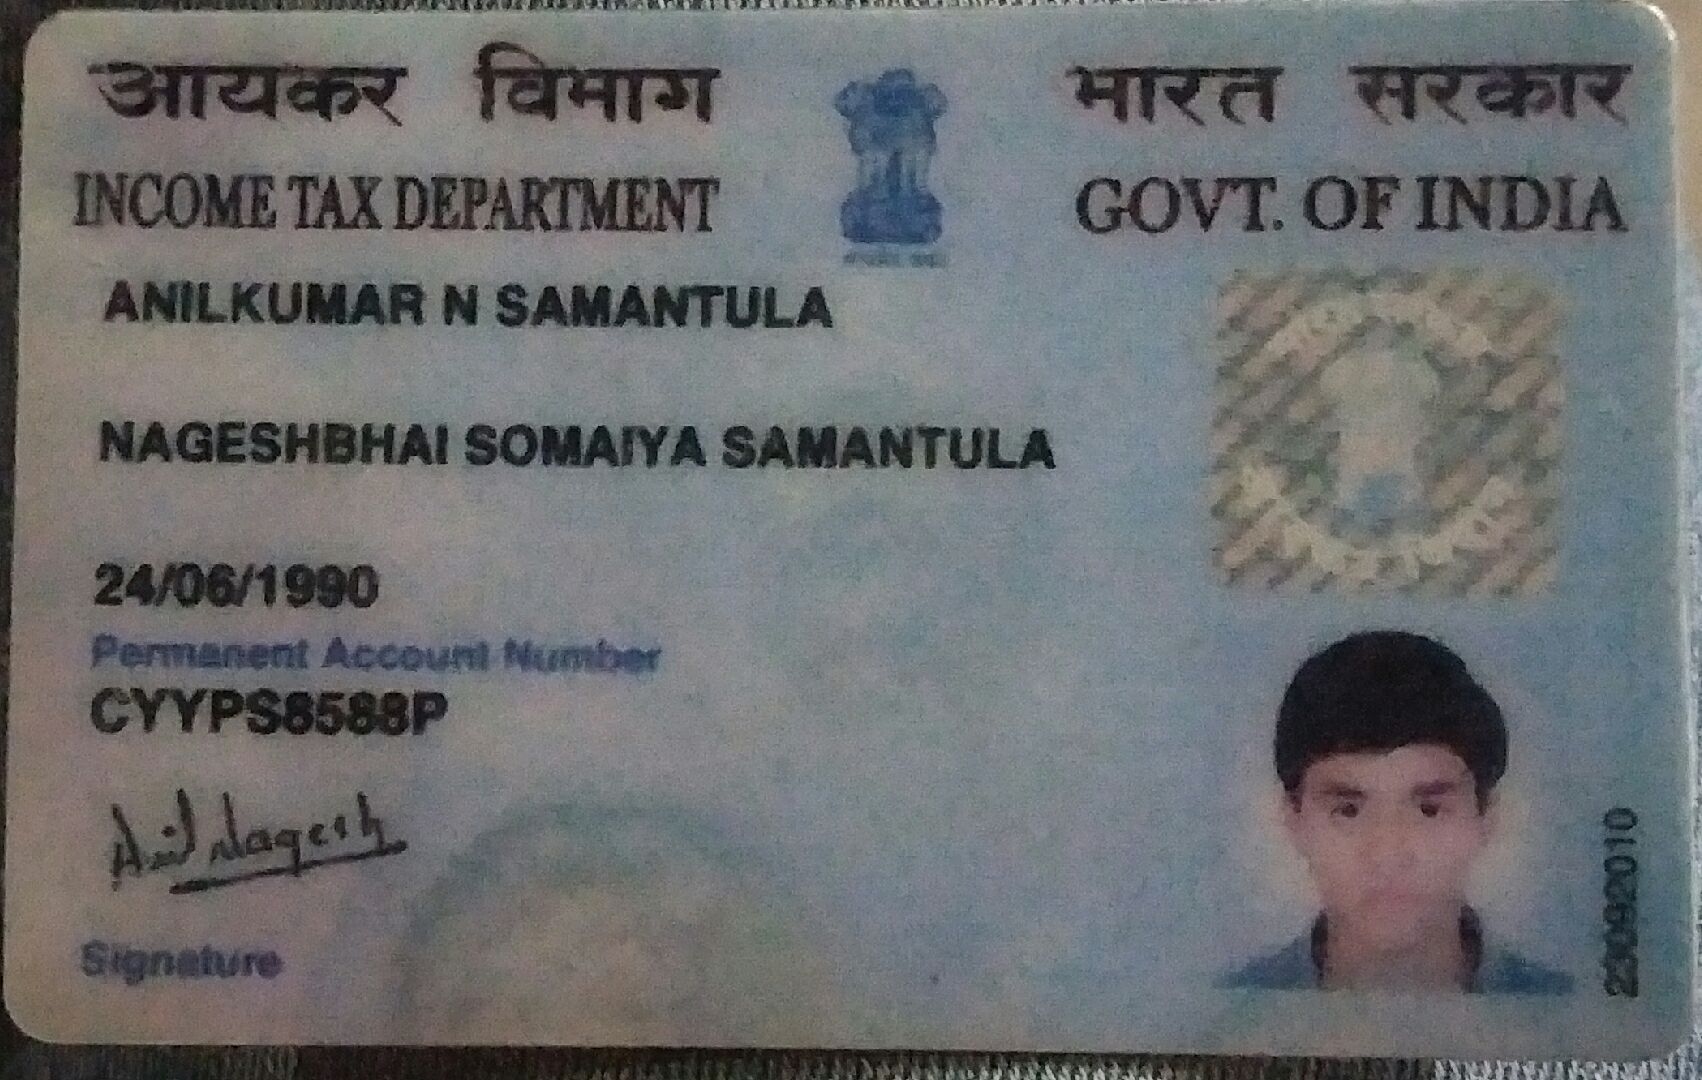 आयकर विभाग भारत सरकार
INCOME TAX DEPARTMENT GOVT. OF INDIA
ANILKUMAR N SAMANTULA
NAGESHBHAI SOMAIYA SAMANTULA
24/06/1990
Permanent Account Number
CYYPS8588P
Anil Nagesh
Signature
23092010